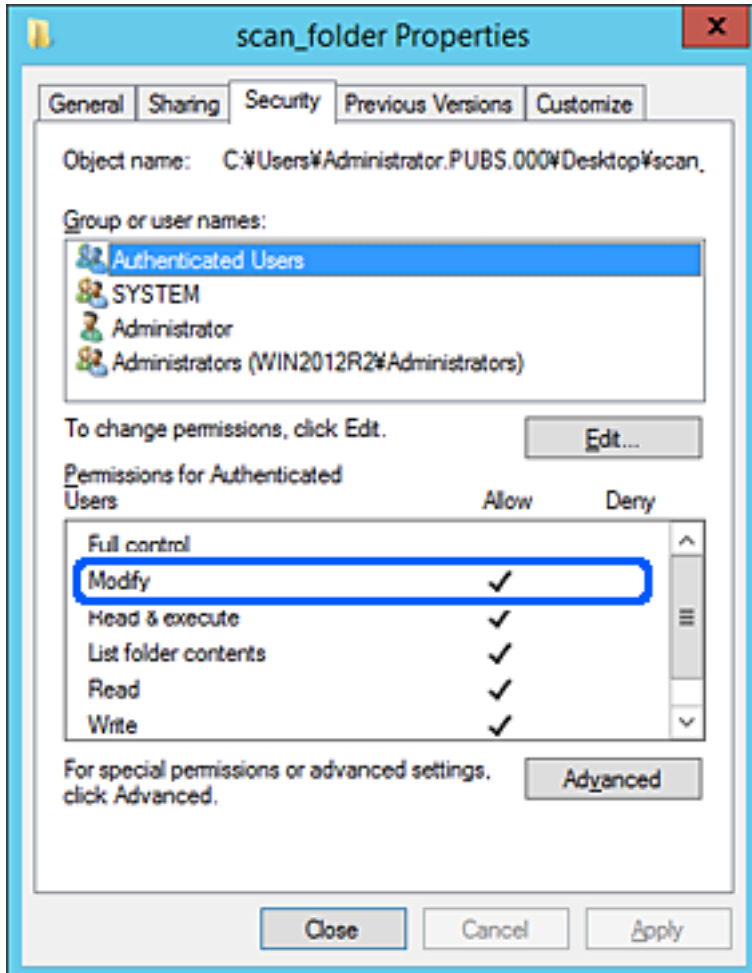 scan_folder Properties
General Sharing Security Previous Versions Customize
Object name: C:¥Users¥Administrator.PUBS.000¥Desktop¥scan_
Group or user names:
Authenticated Users
SYSTEM
Administrator
Administrators (WIN2012R2¥Administrators)
To change permissions, click Edit.
Edit...
Permissions for Authenticated
Users Allow Deny
Full control
Modify
Read & execute
List folder contents
Read
Write
For special permissions or advanced settings,
click Advanced.
Advanced
Close Cancel Apply